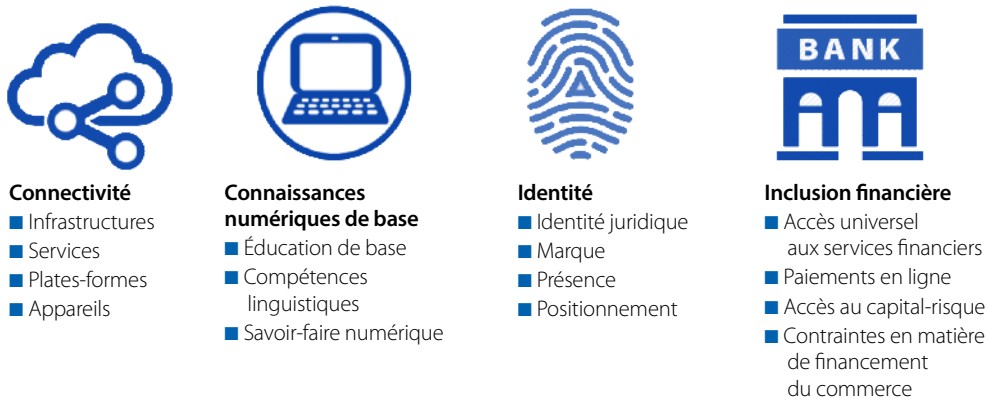 BANK
Connectivité
■ Infrastructures
■ Services
■ Plates-formes
■ Appareils
Connaissances
numériques de base
■ Éducation de base
■ Compétences
linguistiques
■ Savoir-faire numérique
Identité
■ Identité juridique
■ Marque
■ Présence
■ Positionnement
Inclusion financière
■ Accès universel
aux services financiers
■ Paiements en ligne
■ Accès au capital-risque
■ Contraintes en matière
de financement
du commerce